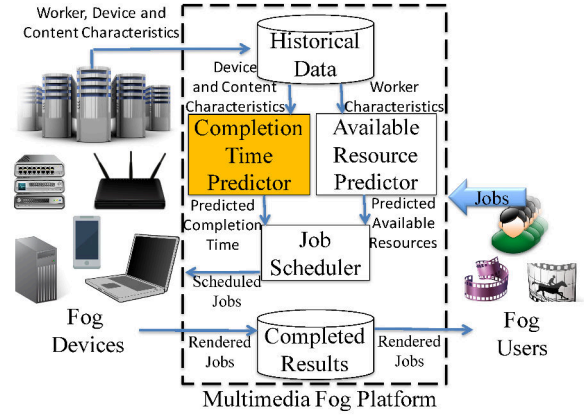 Worker, Device and
Content Characteristics
Historical
Data
Device
and Content
Characteristics
Worker
Characteristics
Completion
Time
Predictor
Available
Resource
Predictor
Jobs
Predicted
Completion
Time
Predicted
Available
Resources
Job
Scheduler
Scheduled
Jobs
Fog
Devices
Rendered
Jobs
Completed
Results
Rendered
Jobs
Fog
Users
Multimedia Fog Platform